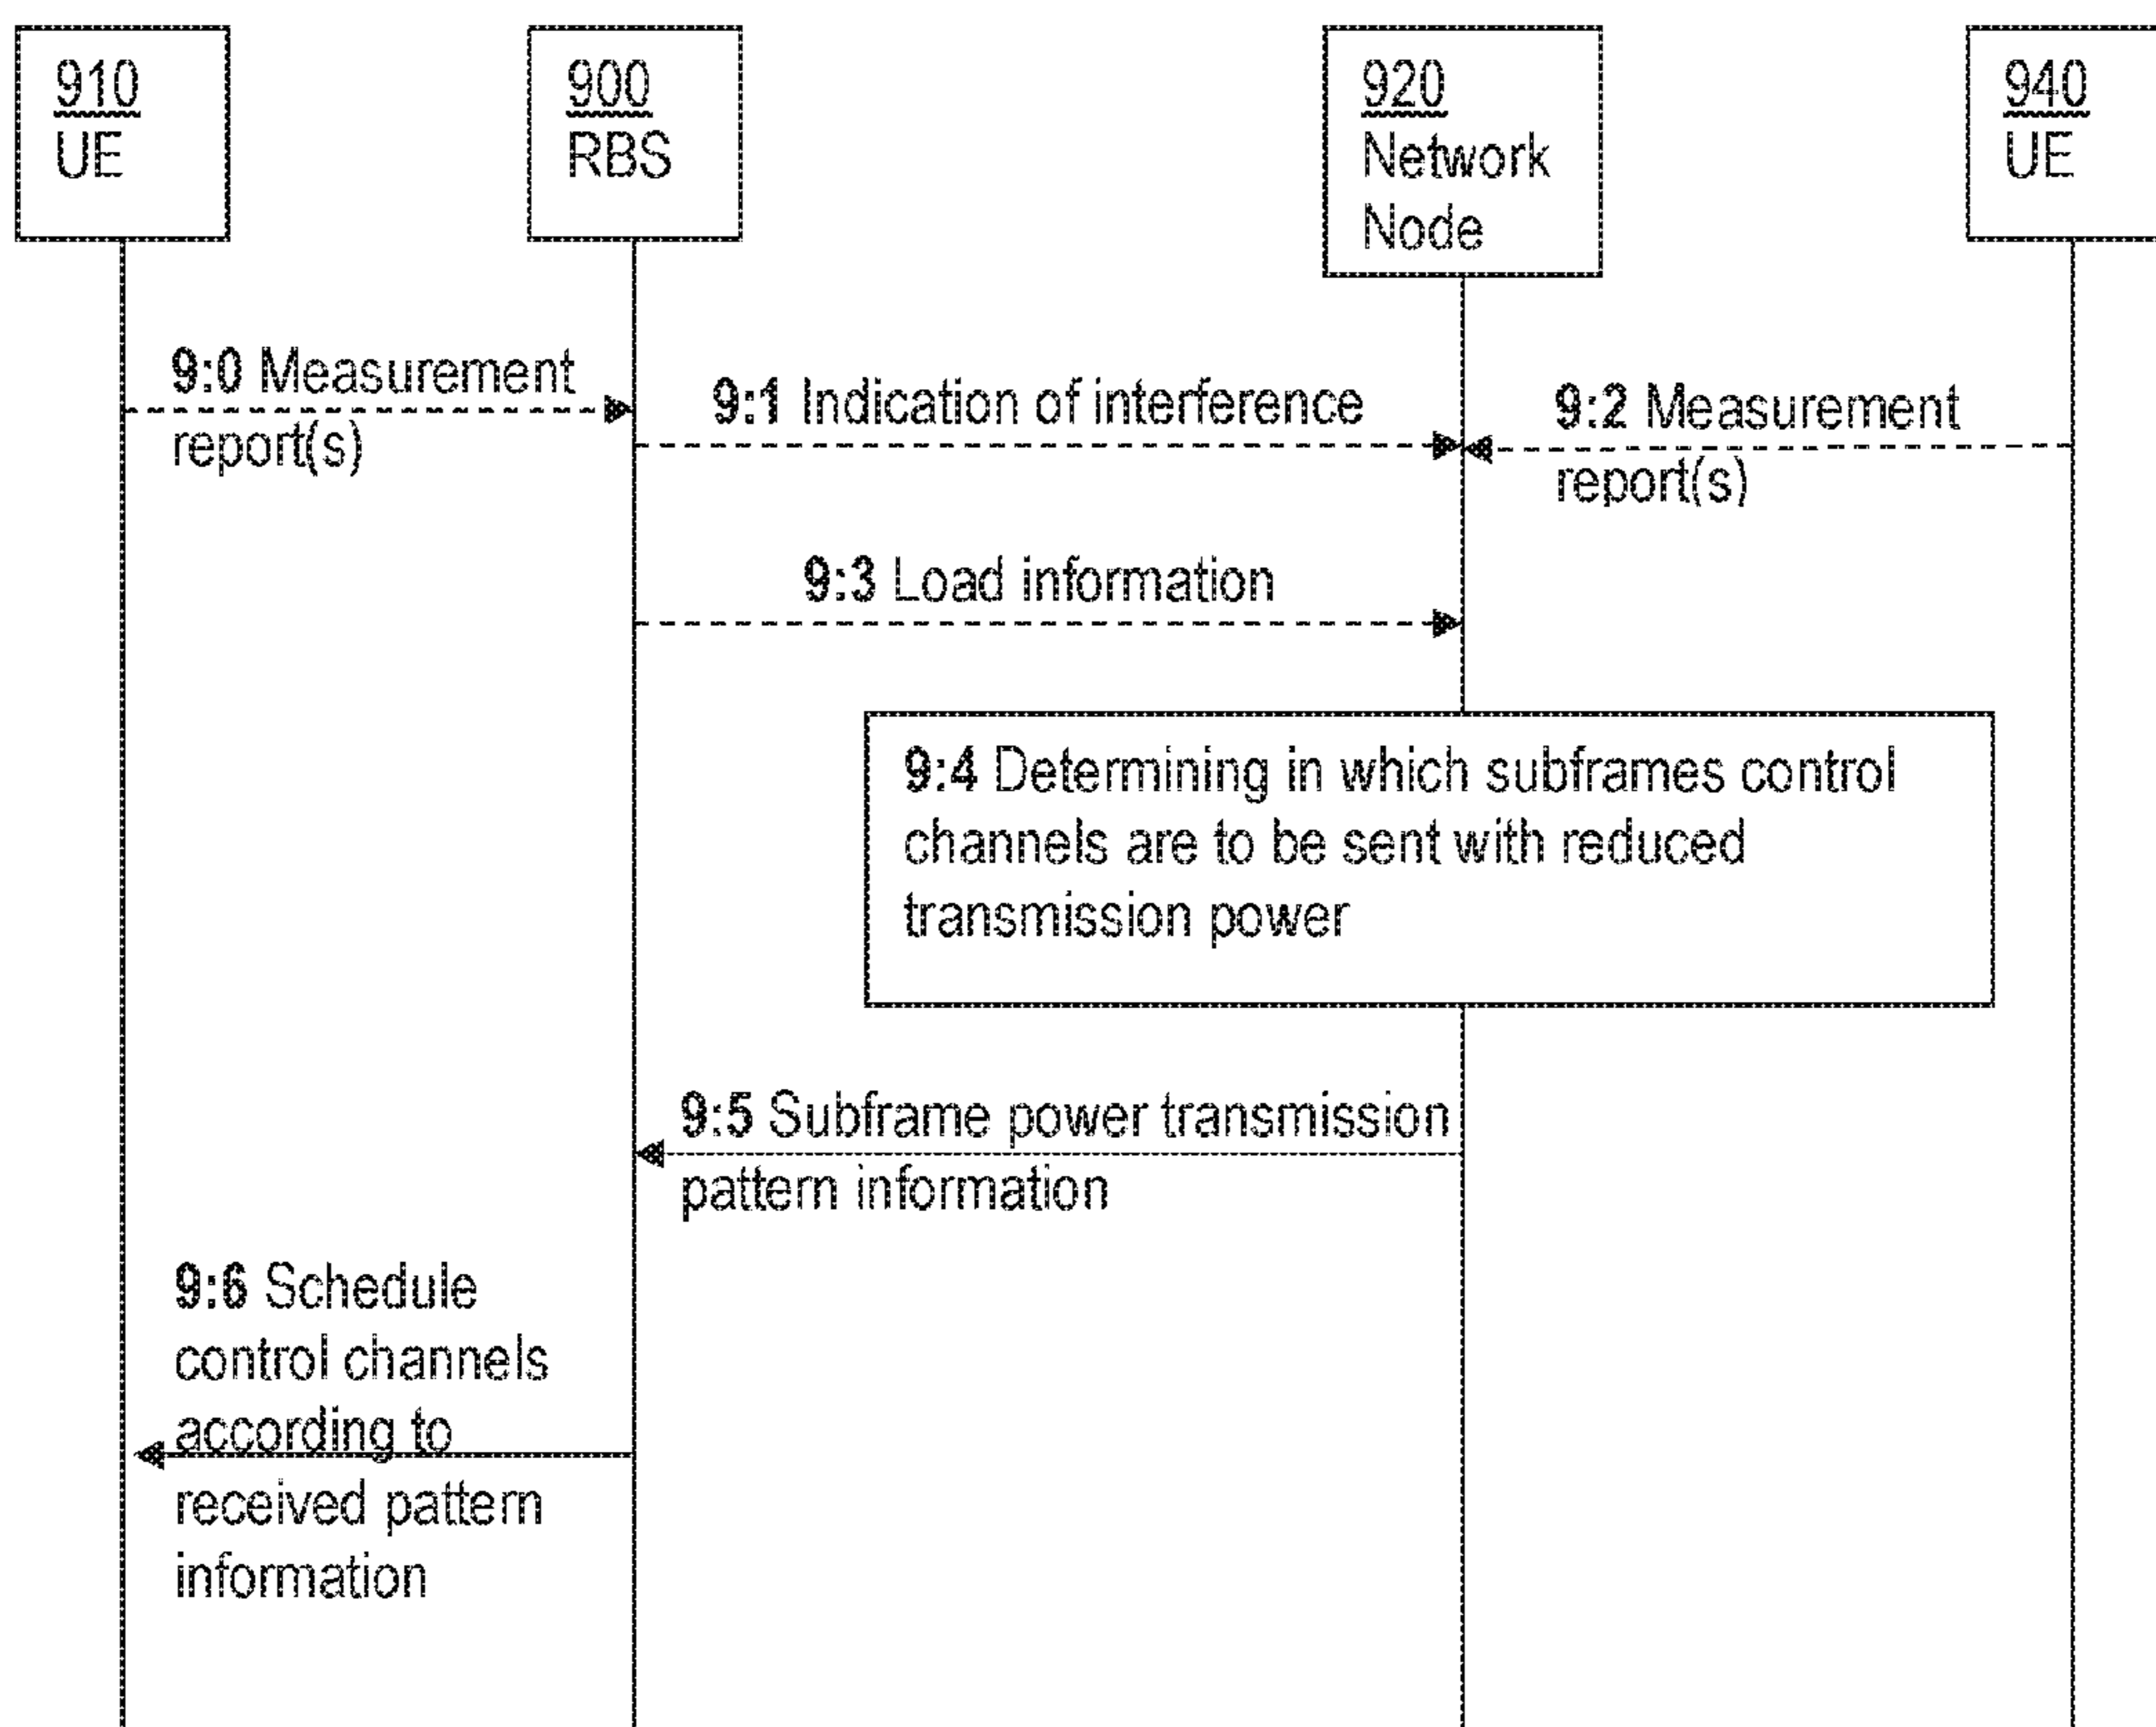 910
UE
900
RBS
920
Network
Node
940
UE
9:0 Measurement
report(s)
9:1 Indication of interference
9:2 Measurement
report(s)
9:3 Load information
9:4 Determining in which subframes control
channels are to be sent with reduced
transmission power
9:5 Subframe power transmission
pattern information
9:6 Schedule
control channels
according to
received pattern
information